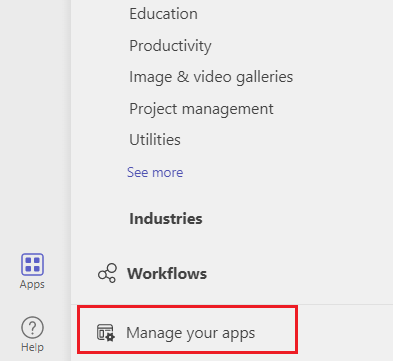 Education
Productivity
Image & video galleries
Project management
Utilities
See more
Industries
Workflows
Manage your apps
Apps
Help